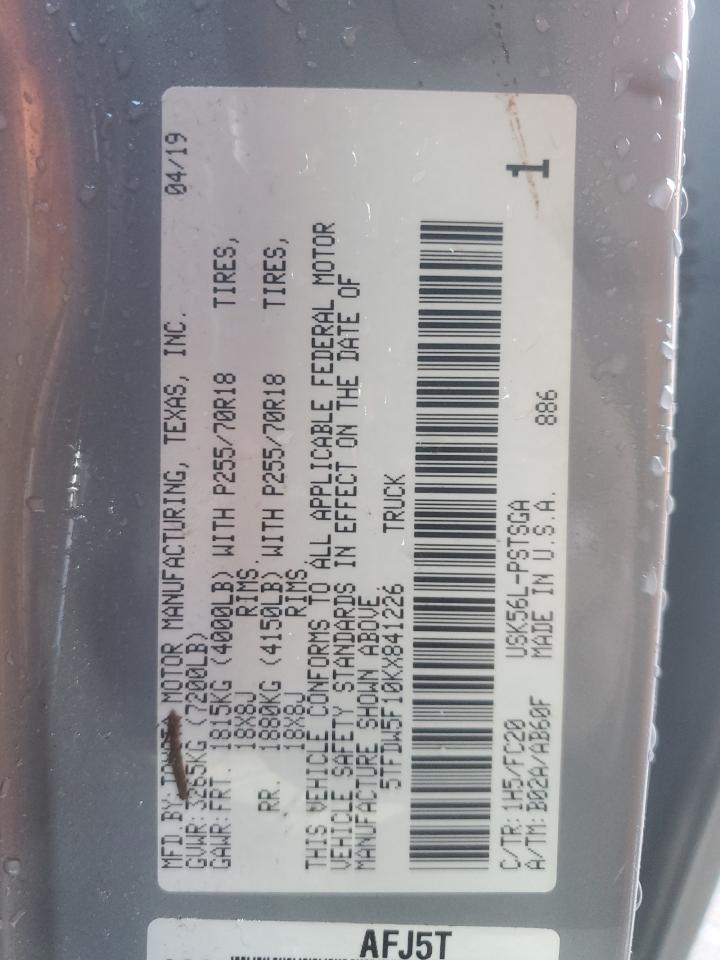 MFD.BY:TOYOTA MOTOR MANUFACTURING, TEXAS, INC. 04/19
GVWR:3265KG (7200LB)
GAWR:FRT. 1815KG (4000LB) WITH P255/70R18 TIRES,
18X8J RIMS.
RR. 1880KG (4150LB) WITH P255/70R18 TIRES,
18X8J RIMS.
THIS VEHICLE CONFORMS TO ALL APPLICABLE FEDERAL MOTOR
VEHICLE SAFETY STANDARDS IN EFFECT ON THE DATE OF
MANUFACTURE SHOWN ABOVE.
5TFDW5F10KX841226 TRUCK
1
C/TR:1H5/FC20 USK56L-PSTSGA 886
A/TM:B02A/AB60F MADE IN U.S.A.
AFJ5T